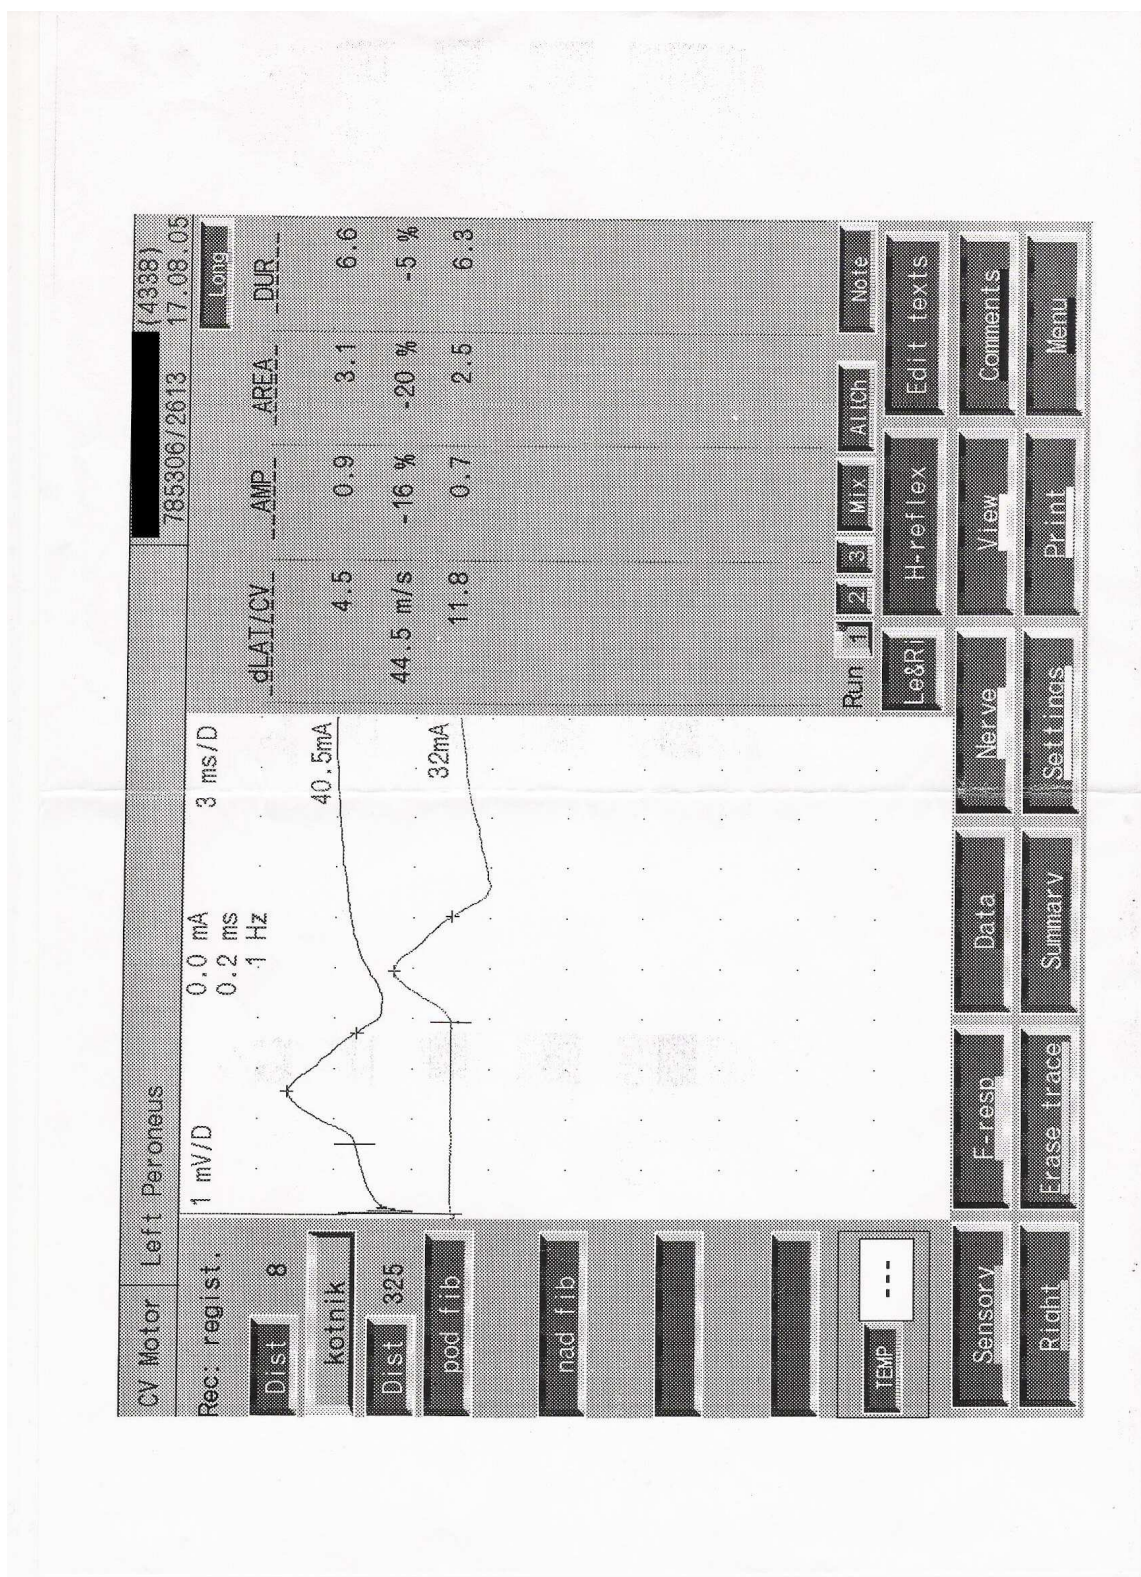 CV Motor Left Peroneus 785306/2613 (4338)
17.08.05
Rec: regist.
Dist 8
kotnik
Dist 325
pod fib
nad fib
TEMP ---
1 mV/D 0.0 mA 3 ms/D
0.2 ms
1 Hz
40.5mA
32mA
Long
dLAT/CV AMP AREA DUR
4.5 0.9 3.1 6.6
44.5 m/s -16 % -20 % -5 %
11.8 0.7 2.5 6.3
Run 1 2 3 Mix AllCh Note
Le&Ri H-reflex Edit texts
Sensory F-resp Data Nerve View Comments
Right Erase trace Summary Settings Print Menu